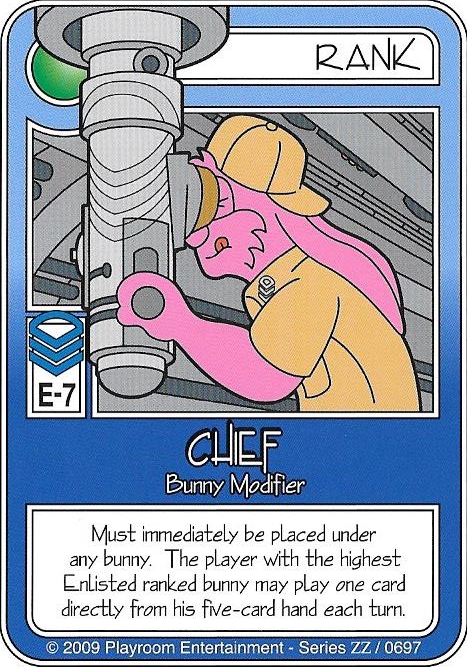 RANK
E-7
CHIEF
Bunny Modifier
Must immediately be placed under
any bunny.  The player with the highest
Enlisted ranked bunny may play one card
directly from his five-card hand each turn.
© 2009 Playroom Entertainment - Series ZZ / 0697